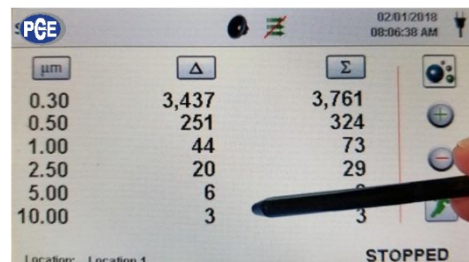 PCE
02/01/2018
08:06:38 AM
µm Δ Σ
0.30 3,437 3,761
0.50 251 324
1.00 44 73
2.50 20 29
5.00 6
10.00 3 3
Location: Location 1 STOPPED